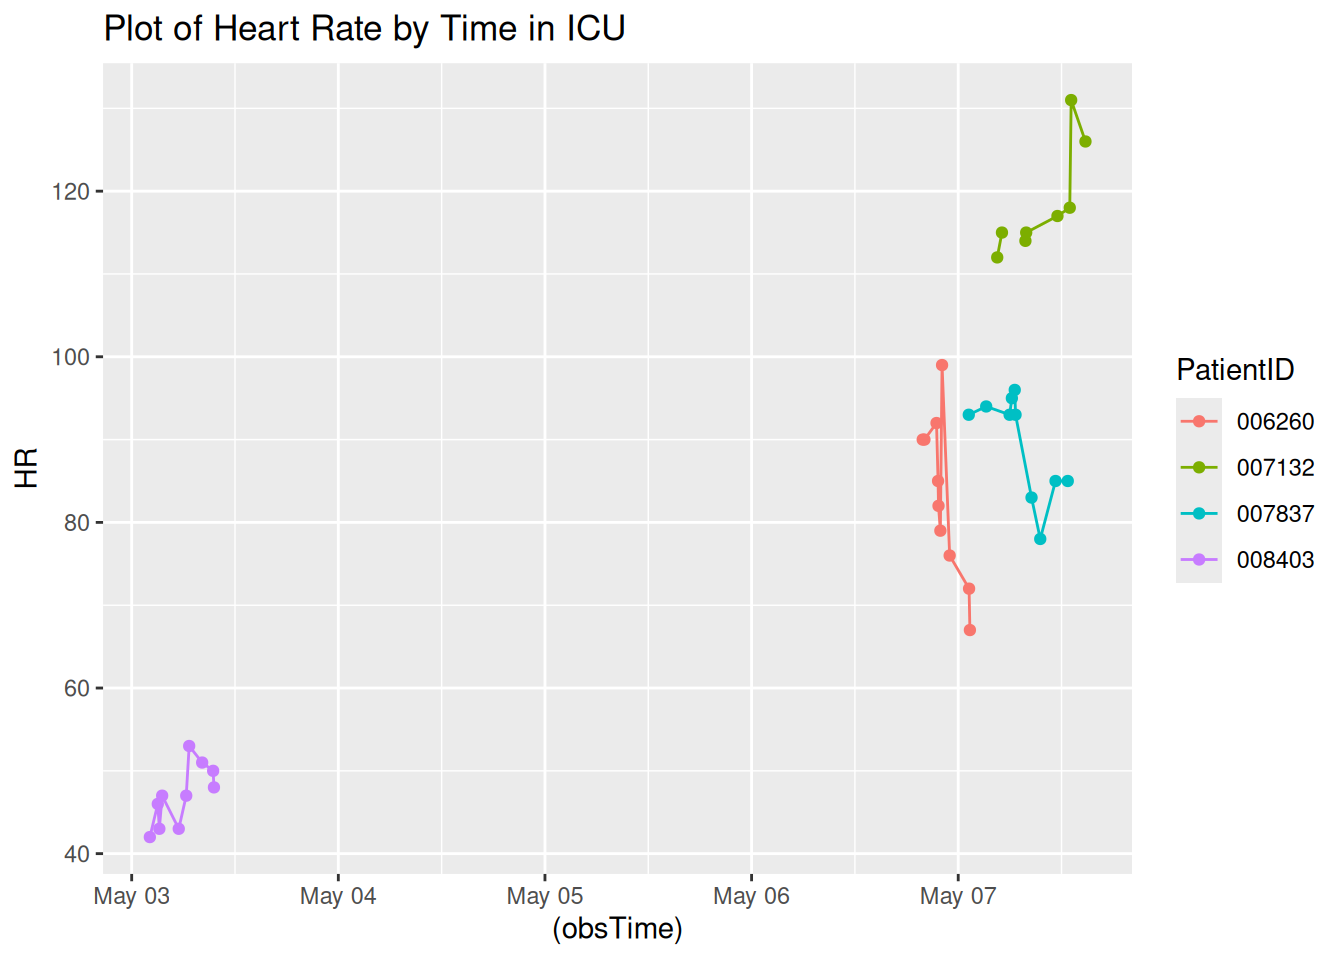 Plot of Heart Rate by Time in ICU
HR
120
100
80
60
40
May 03 May 04 May 05 May 06 May 07
(obsTime)
PatientID
006260
007132
007837
008403